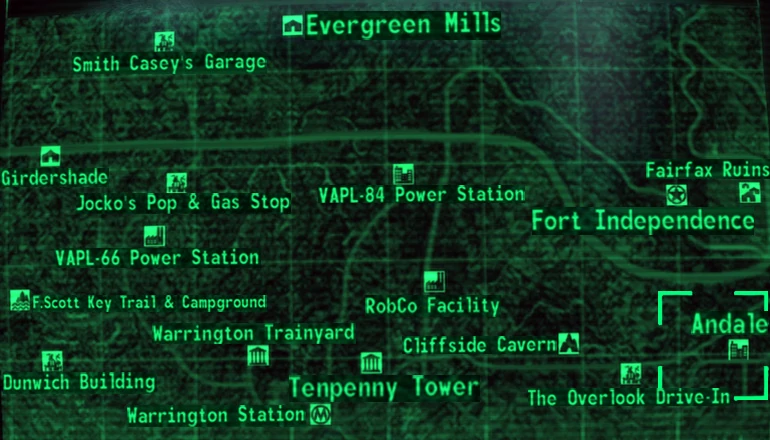 Evergreen Mills
Smith Casey's Garage
Girdershade
Fairfax Ruins
Jocko's Pop & Gas Stop
VAPL-84 Power Station
Fort Independence
VAPL-66 Power Station
F.Scott Key Trail & Campground
RobCo Facility
Warrington Trainyard
Andale
Cliffside Cavern
Dunwich Building
Tenpenny Tower
The Overlook Drive-In
Warrington Station